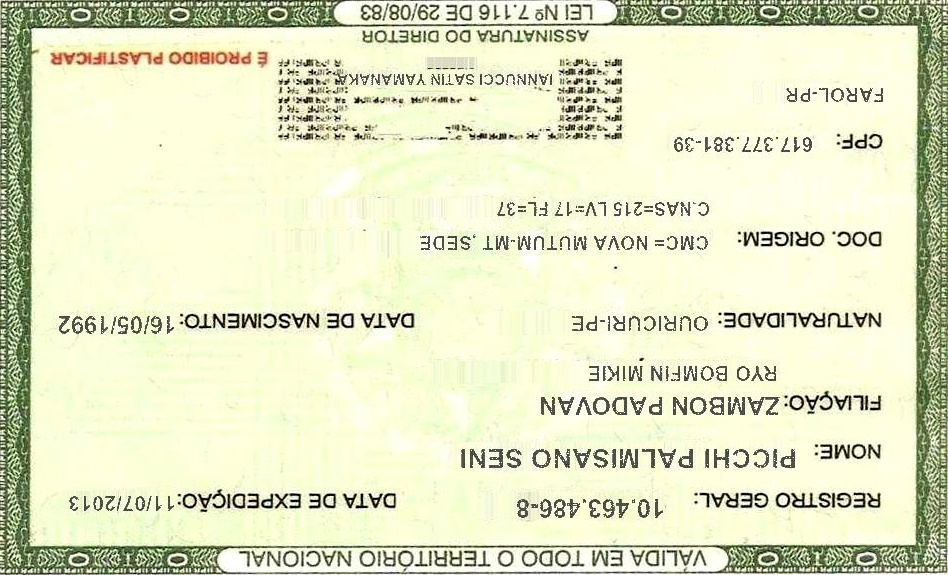 VÁLIDA EM TODO O TERRITÓRIO NACIONAL
REGISTRO GERAL: 10.463.486-8 DATA DE EXPEDIÇÃO: 11/07/2013
NOME: PICCHI PALMISANO SENI
FILIAÇÃO: ZAMBON PADOVAN
RYO BOMFIN MIKIE
NATURALIDADE: OURICURI-PE DATA DE NASCIMENTO: 16/05/1992
DOC. ORIGEM: CMC= NOVA MUTUM-MT, SEDE
C.NAS=215 LV=17 FL=37
CPF: 617.377.381-39
FAROL-PR
IANNUCCI SATIN YAMANAKA
É PROIBIDO PLASTIFICAR
ASSINATURA DO DIRETOR
LEI Nº 7.116 DE 29/08/83